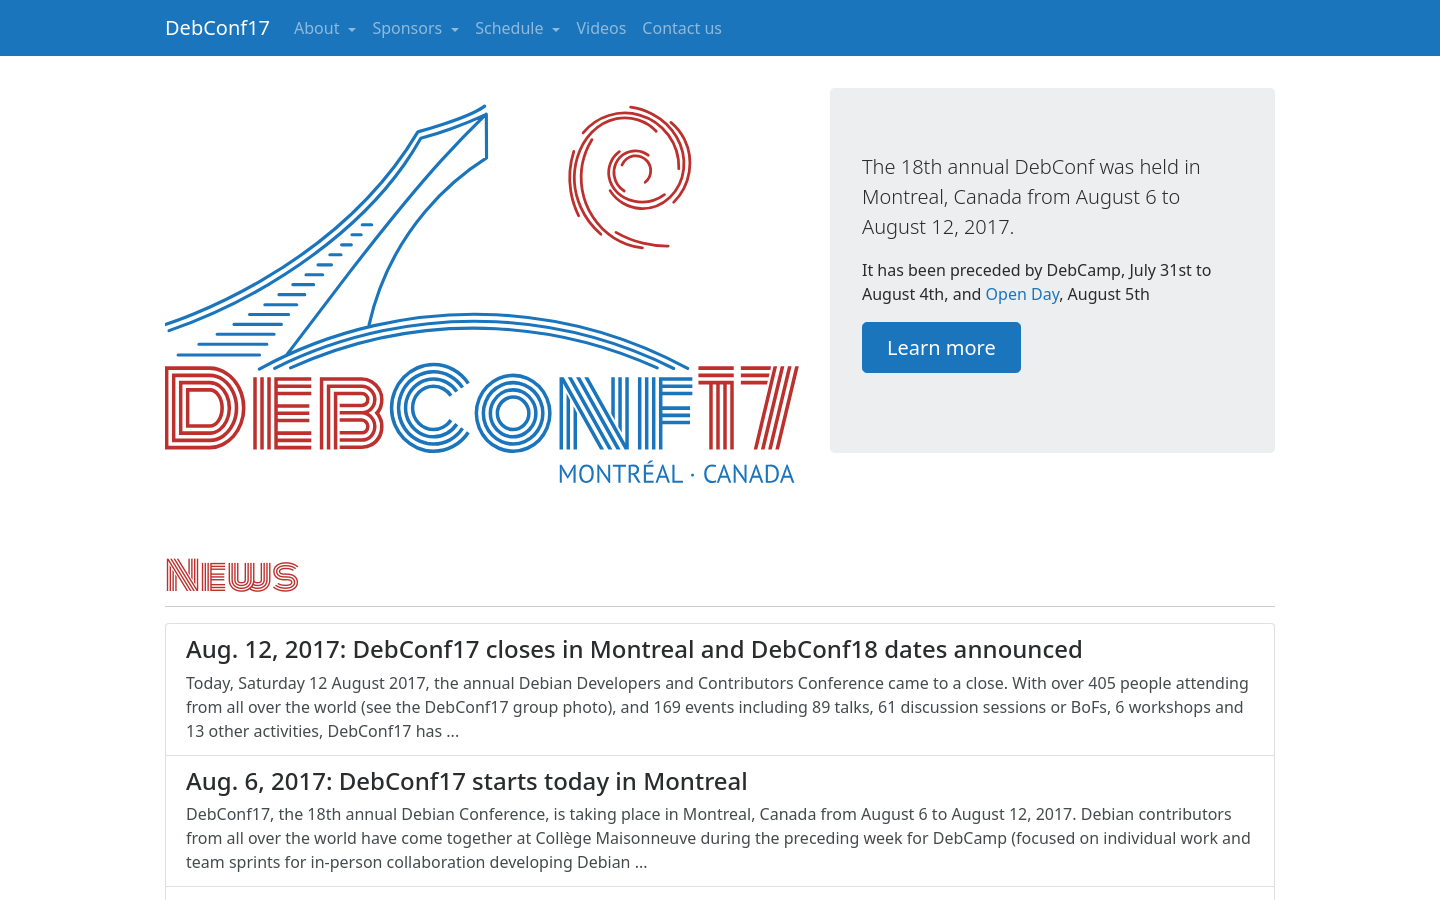 DebConf17 About Sponsors Schedule Videos Contact us
DEBCONF17
MONTRÉAL · CANADA
The 18th annual DebConf was held in
Montreal, Canada from August 6 to
August 12, 2017.
It has been preceded by DebCamp, July 31st to
August 4th, and Open Day, August 5th
Learn more
News
Aug. 12, 2017: DebConf17 closes in Montreal and DebConf18 dates announced
Today, Saturday 12 August 2017, the annual Debian Developers and Contributors Conference came to a close. With over 405 people attending
from all over the world (see the DebConf17 group photo), and 169 events including 89 talks, 61 discussion sessions or BoFs, 6 workshops and
13 other activities, DebConf17 has ...
Aug. 6, 2017: DebConf17 starts today in Montreal
DebConf17, the 18th annual Debian Conference, is taking place in Montreal, Canada from August 6 to August 12, 2017. Debian contributors
from all over the world have come together at Collège Maisonneuve during the preceding week for DebCamp (focused on individual work and
team sprints for in-person collaboration developing Debian ...